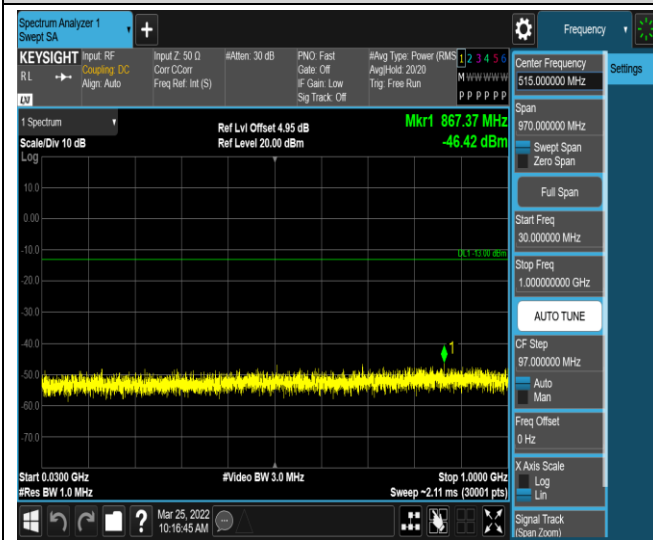 Spectrum Analyzer 1
Swept SA
+
Frequency
KEYSIGHT
RL
LXI
Input: RF
Coupling: DC
Align: Auto
Input Z: 50 Ω
Corr CCorr
Freq Ref: Int (S)
#Atten: 30 dB
PNO: Fast
Gate: Off
IF Gain: Low
Sig Track: Off
#Avg Type: Power (RMS
Avg|Hold: 20/20
Trig: Free Run
1 2 3 4 5 6
M W W W W W
P P P P P P
1 Spectrum
Scale/Div 10 dB
Log
Ref Lvl Offset 4.95 dB
Ref Level 20.00 dBm
Mkr1 867.37 MHz
-46.42 dBm
10.0
0.00
-10.0
DL1 -13.00 dBm
-20.0
-30.0
-40.0
1
-50.0
-60.0
-70.0
Start 0.0300 GHz
#Res BW 1.0 MHz
#Video BW 3.0 MHz
Stop 1.0000 GHz
Sweep ~2.11 ms (30001 pts)
?
Mar 25, 2022
10:16:45 AM
Center Frequency
515.000000 MHz
Settings
Span
970.000000 MHz
Swept Span
Zero Span
Full Span
Start Freq
30.000000 MHz
Stop Freq
1.000000000 GHz
AUTO TUNE
CF Step
97.000000 MHz
Auto
Man
Freq Offset
0 Hz
X Axis Scale
Log
Lin
Signal Track
(Span Zoom)